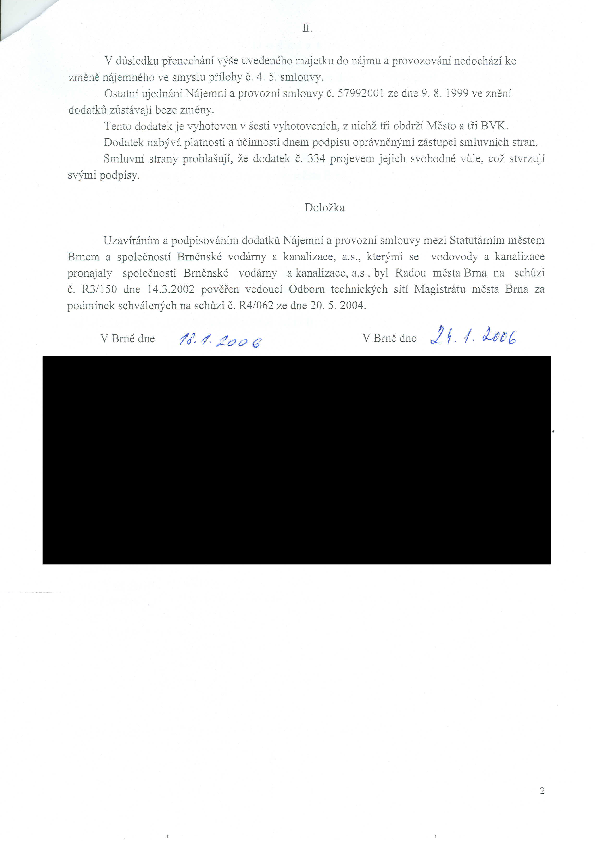 II.
V důsledku přenechání výše uvedeného majetku do nájmu a provozování nedochází ke
změně nájemného ve smyslu přílohy č. 4. 5. smlouvy.
Ostatní ujednání Nájemní a provozní smlouvy č. 57992001 ze dne 9. 8. 1999 ve znění
dodatků zůstávají beze změny.
Tento dodatek je vyhotoven v šesti vyhotoveních, z nichž tři obdrží Město a tři BVK.
Dodatek nabývá platnosti a účinnosti dnem podpisu oprávněnými zástupci smluvních stran.
Smluvní strany prohlašují, že dodatek č. 334 projevem jejich svobodné vůle, což stvrzují
svými podpisy.
Doložka
Uzavíráním a podpisováním dodatků Nájemní a provozní smlouvy mezi Statutárním městem
Brnem a společností Brněnské vodárny a kanalizace, a.s., kterými se vodovody a kanalizace
pronajaly společnosti Brněnské vodárny a kanalizace, a.s. byl Radou města Brna na schůzi
č. R3/150 dne 14.3.2002 pověřen vedoucí Odboru technických sítí Magistrátu města Brna za
podmínek schválených na schůzi č. R4/062 ze dne 20. 5. 2004.
V Brně dne 18.1.2006 V Brně dne 24.1.2006
2